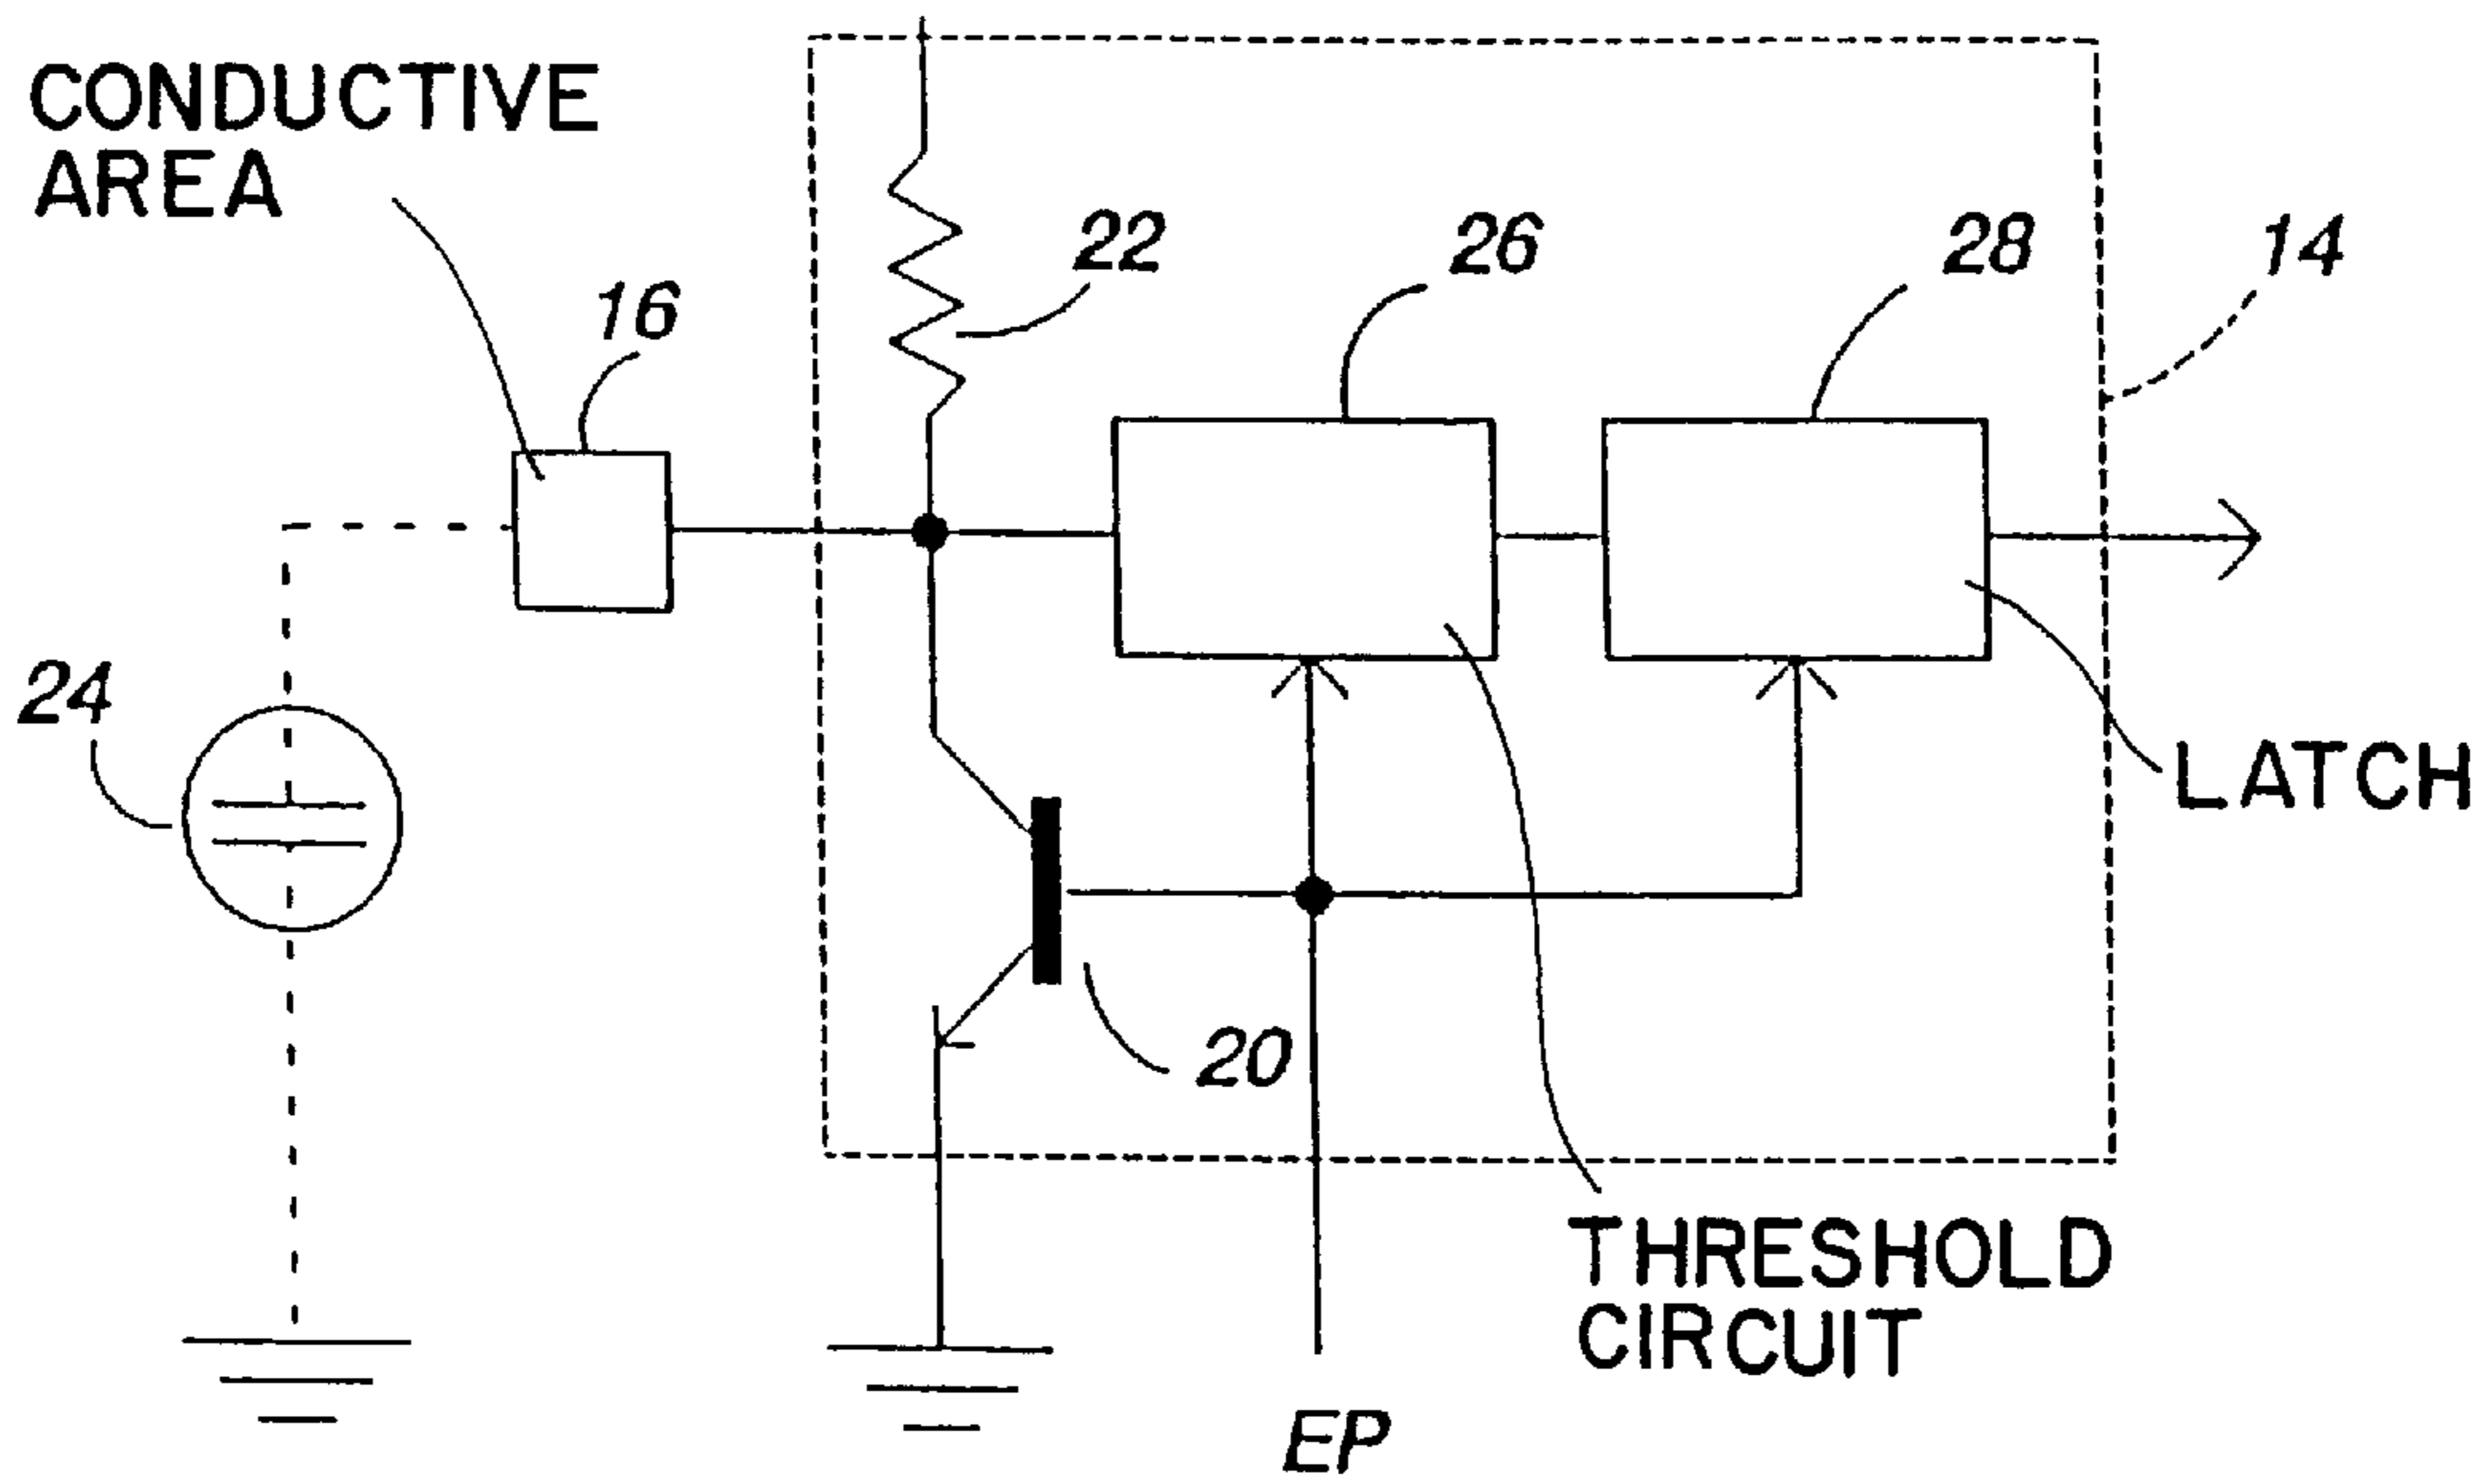 CONDUCTIVE
AREA
16
22
26
28
14
24
LATCH
20
THRESHOLD
CIRCUIT
EP